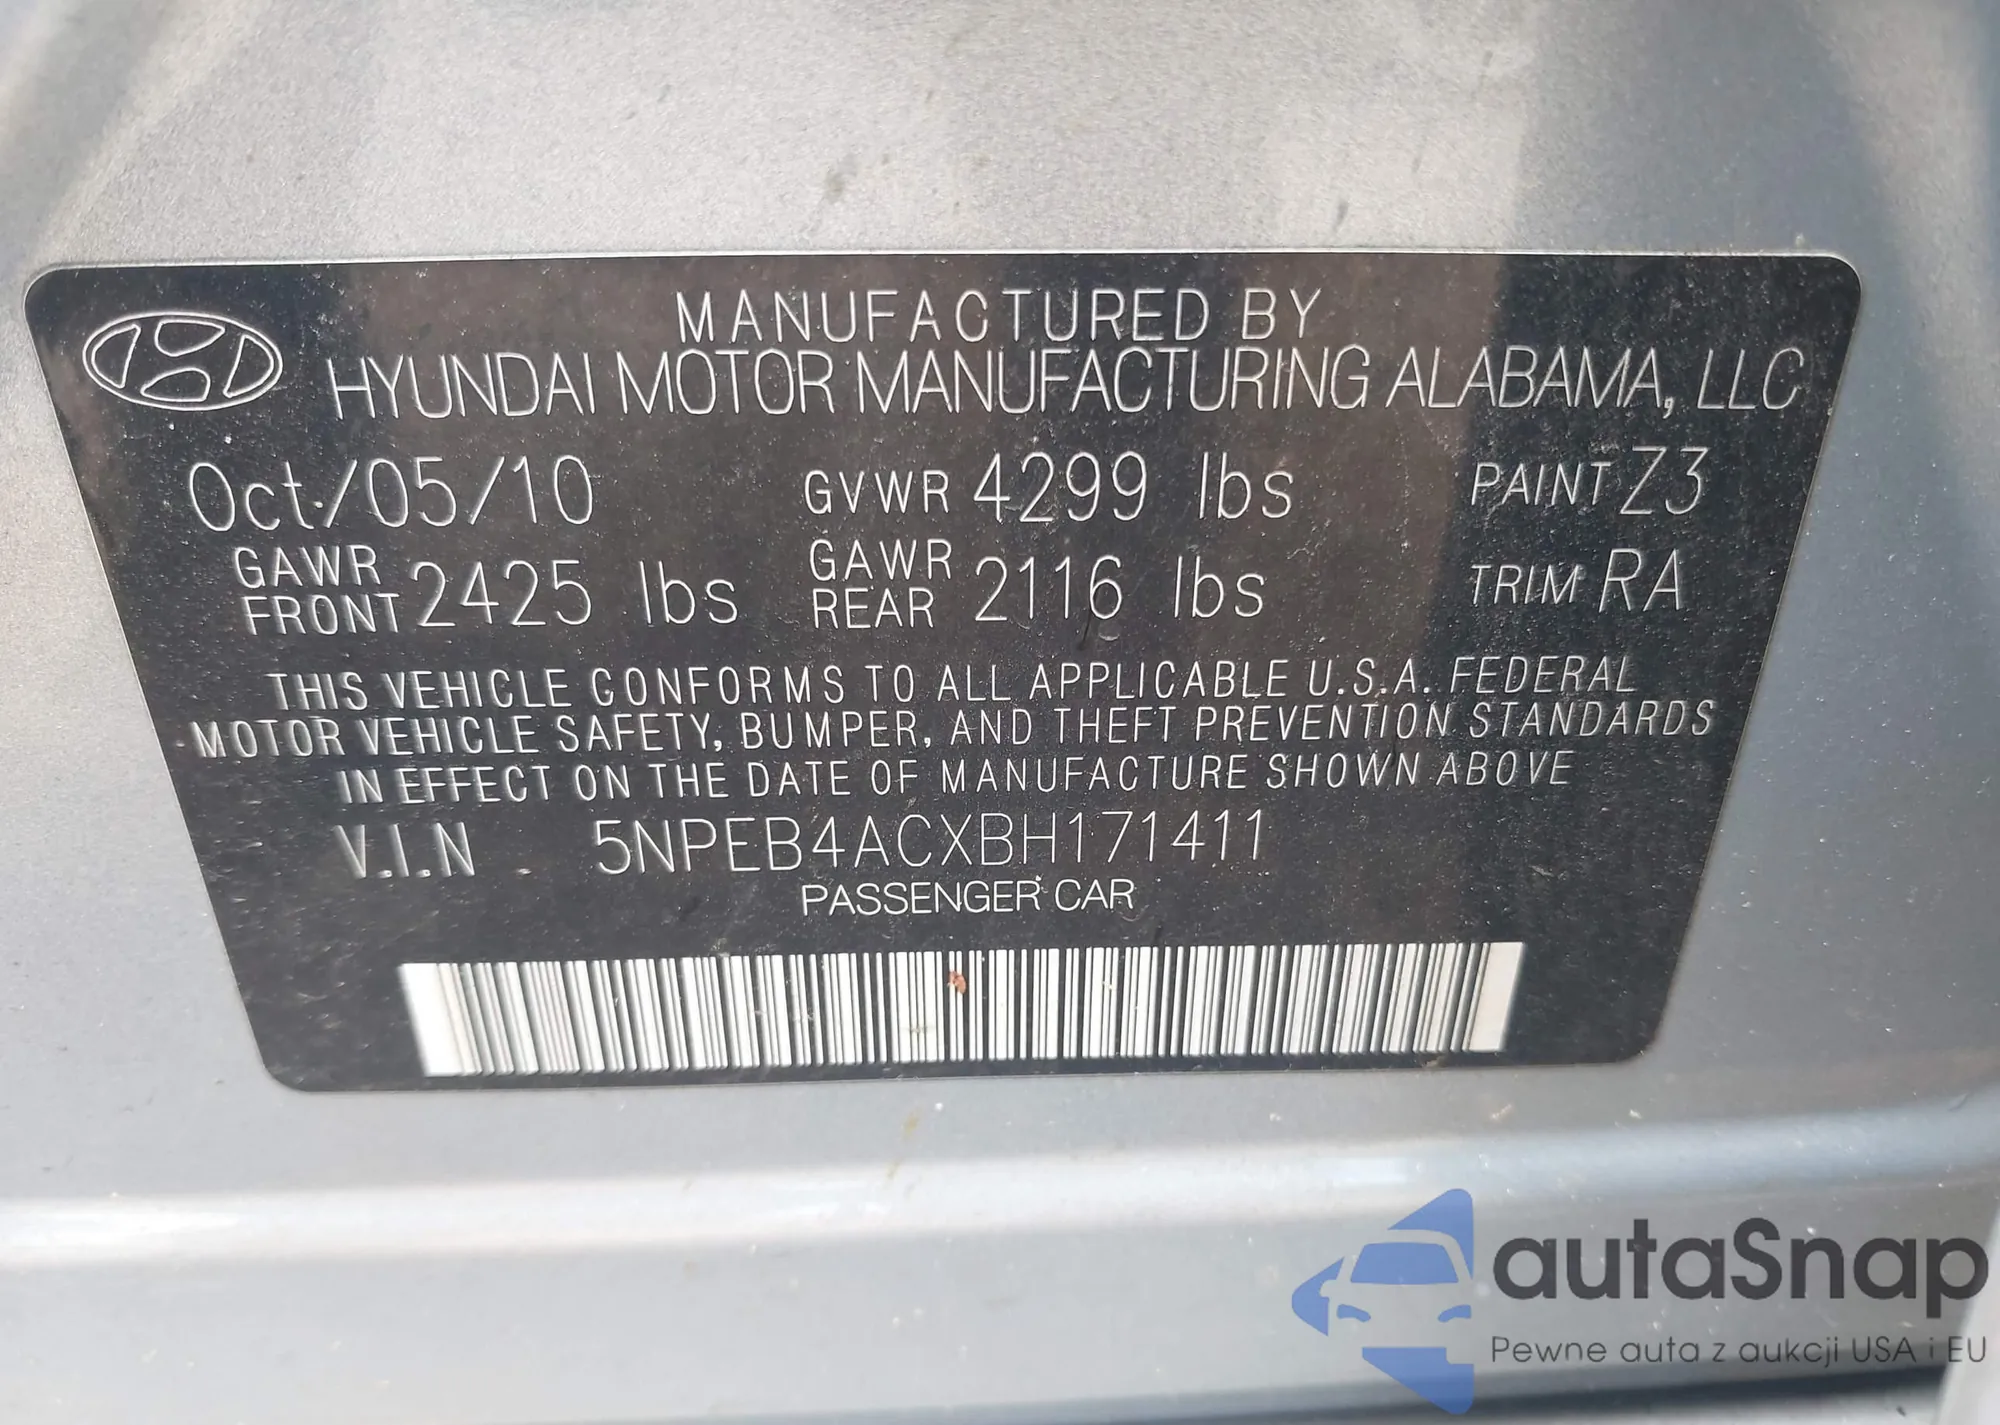 MANUFACTURED BY
HYUNDAI MOTOR MANUFACTURING ALABAMA, LLC
Oct/05/10 GVWR 4299 lbs PAINT Z3
GAWR FRONT 2425 lbs GAWR REAR 2116 lbs TRIM RA
THIS VEHICLE CONFORMS TO ALL APPLICABLE U.S.A. FEDERAL
MOTOR VEHICLE SAFETY, BUMPER, AND THEFT PREVENTION STANDARDS
IN EFFECT ON THE DATE OF MANUFACTURE SHOWN ABOVE
V.I.N. 5NPEB4ACXBH171411
PASSENGER CAR
autaSnap
Pewne auta z aukcji USA i EU